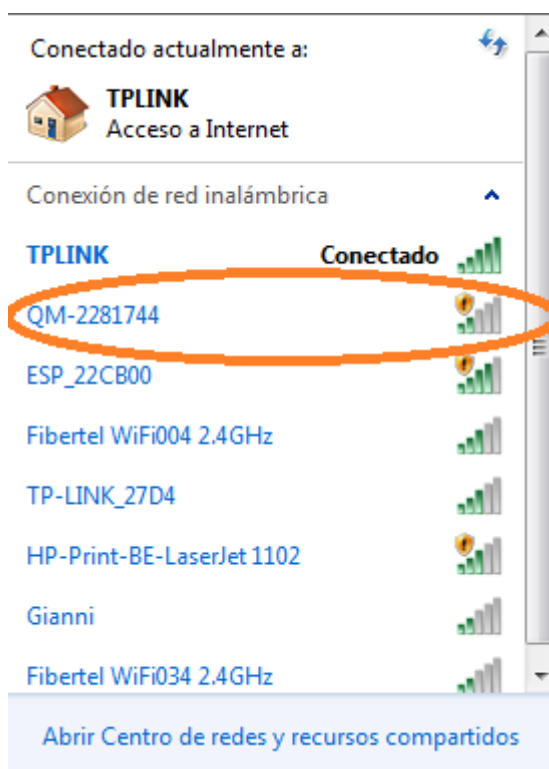 Conectado actualmente a:
TPLINK
Acceso a Internet
Conexión de red inalámbrica
TPLINK Conectado
QM-2281744
ESP_22CB00
Fibertel WiFi004 2.4GHz
TP-LINK_27D4
HP-Print-BE-LaserJet 1102
Gianni
Fibertel WiFi034 2.4GHz
Abrir Centro de redes y recursos compartidos